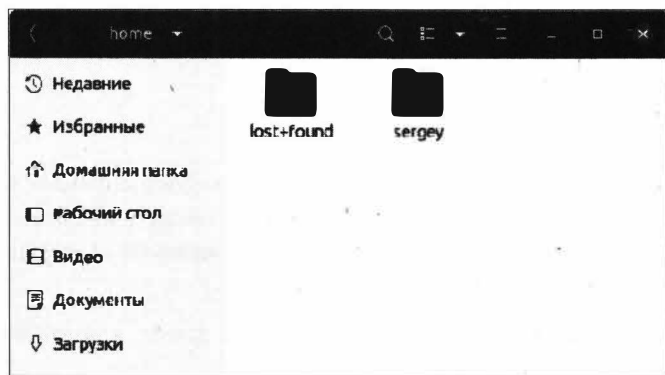 home
Недавние
Избранные
lost+found
sergey
Домашняя папка
Рабочий стол
Видео
Документы
Загрузки